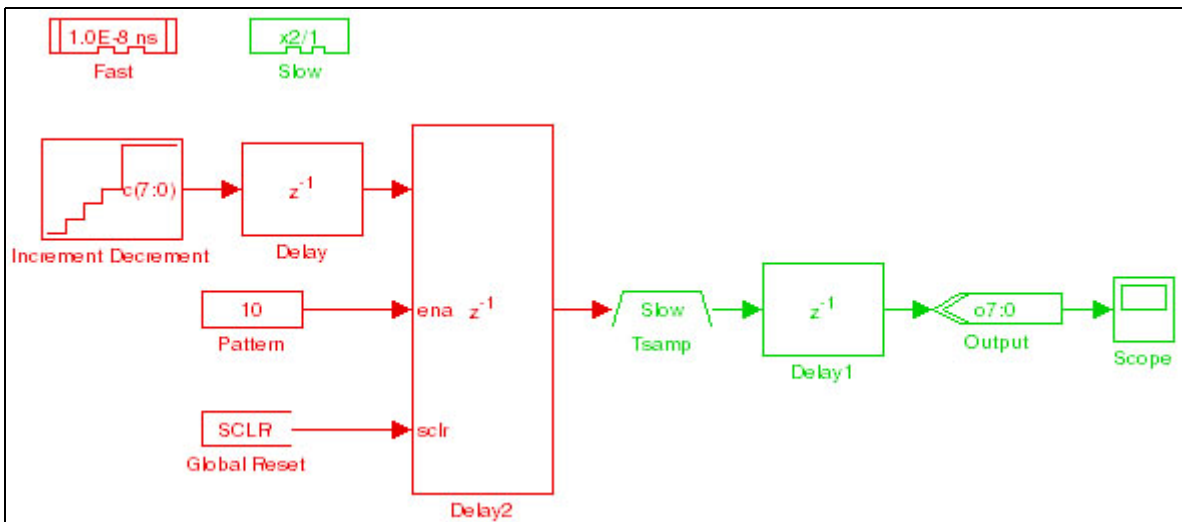 1.0E-8 ns
Fast
x2/1
Slow
c(7:0)
Increment Decrement
z-1
Delay
10
Pattern
SCLR
Global Reset
ena
z-1
sclr
Delay2
Slow
Tsamp
z-1
Delay1
o7:0
Output
Scope